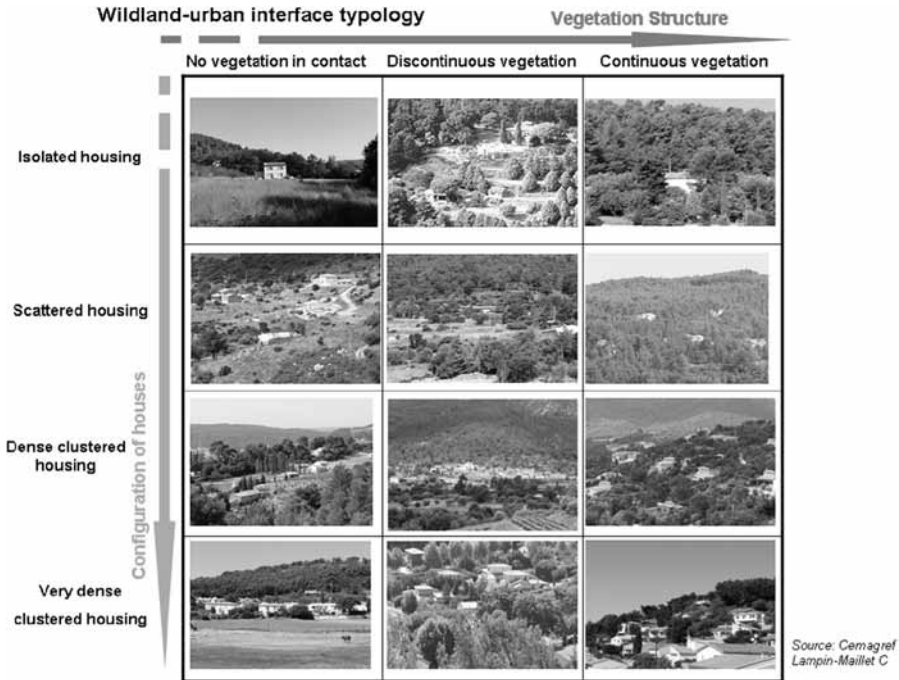 Wildland-urban interface typology
Vegetation Structure
No vegetation in contact
Discontinuous vegetation
Continuous vegetation
Isolated housing
Scattered housing
Configuration of houses
Dense clustered
housing
Very dense
clustered housing
Source: Cemagref
Lampin-Maillet C